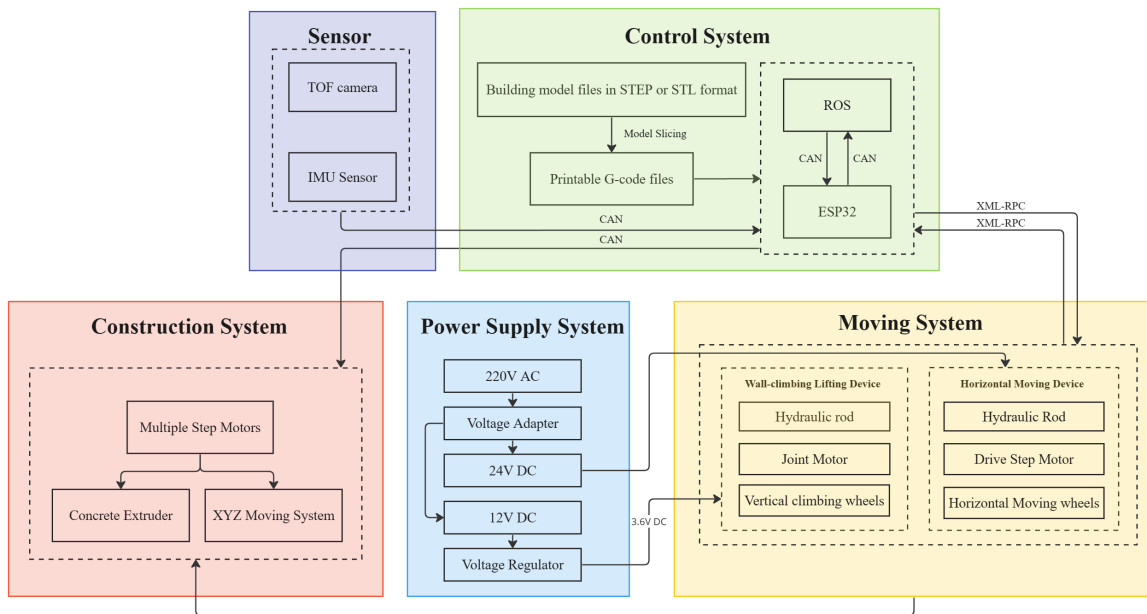 Sensor
TOF camera
IMU Sensor
Control System
Building model files in STEP or STL format
Model Slicing
Printable G-code files
ROS
CAN
CAN
ESP32
CAN
CAN
XML-RPC
XML-RPC
Construction System
Multiple Step Motors
Concrete Extruder
XYZ Moving System
Power Supply System
220V AC
Voltage Adapter
24V DC
12V DC
Voltage Regulator
3.6V DC
Moving System
Wall-climbing Lifting Device
Hydraulic rod
Joint Motor
Vertical climbing wheels
Horizontal Moving Device
Hydraulic Rod
Drive Step Motor
Horizontal Moving wheels